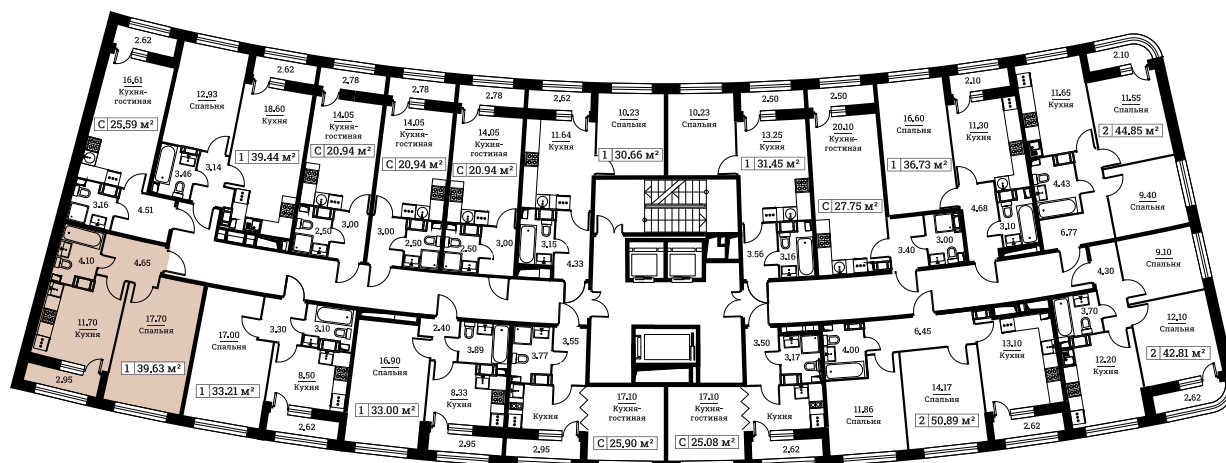 2.62
16.61
Кухня-
гостиная
С 25.59 м²
3.16
4.51
12.93
Спальня
3.46
3.14
2.62
18.60
Кухня
1 39.44 м²
2.78
14.05
Кухня-
гостиная
С 20.94 м²
2.50
3.00
2.78
14.05
Кухня-
гостиная
С 20.94 м²
3.00
2.50
2.78
14.05
Кухня-
гостиная
С 20.94 м²
2.50
3.00
2.62
11.64
Кухня
10.23
Спальня
1 30.66 м²
3.15
4.33
10.23
Спальня
2.50
13.25
Кухня
1 31.45 м²
3.56
3.16
2.50
20.10
Кухня-
гостиная
С 27.75 м²
3.40
3.00
16.60
Спальня
2.10
11.30
Кухня
1 36.73 м²
4.68
3.10
11.65
Кухня
2.10
11.55
Спальня
2 44.85 м²
4.43
6.77
9.40
Спальня
4.10
4.65
11.70
Кухня
17.70
Спальня
1 39.63 м²
2.95
17.00
Спальня
3.30
3.10
8.50
Кухня
1 33.21 м²
2.62
16.90
Спальня
2.40
3.89
8.33
Кухня
1 33.00 м²
2.95
3.77
3.55
Кухня
17.10
Кухня-
гостиная
С 25.90 м²
2.95
17.10
Кухня-
гостиная
С 25.08 м²
3.50
3.17
Кухня
2.62
4.00
6.45
11.86
Спальня
14.17
Спальня
13.10
Кухня
2 50.89 м²
2.62
4.30
9.10
Спальня
3.70
12.20
Кухня
12.10
Спальня
2 42.81 м²
2.62